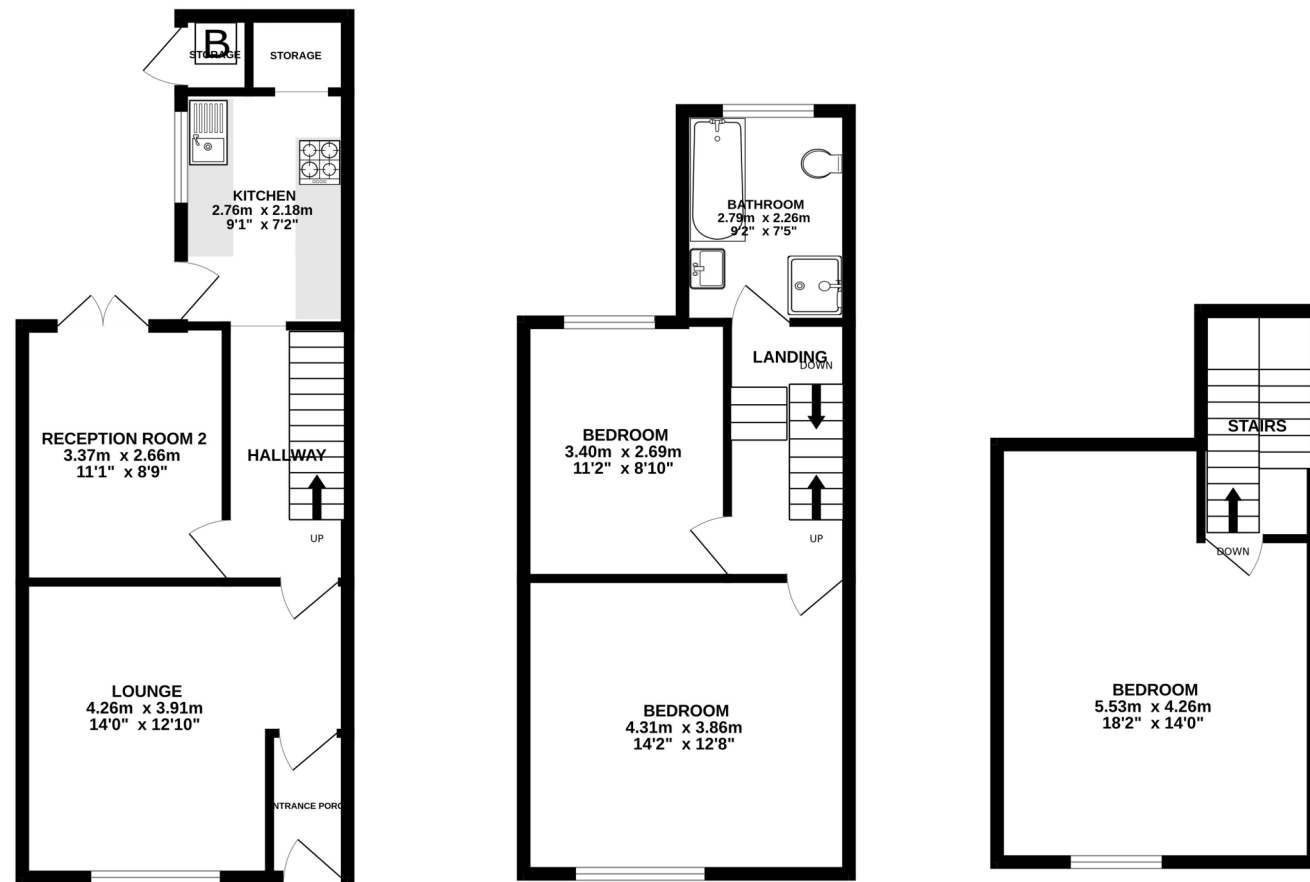 B
STORAGE
STORAGE
KITCHEN
2.76m x 2.18m
9'1" x 7'2"
RECEPTION ROOM 2
3.37m x 2.66m
11'1" x 8'9"
HALLWAY
UP
LOUNGE
4.26m x 3.91m
14'0" x 12'10"
NTRANCE PORC
BATHROOM
2.79m x 2.26m
9'2" x 7'5"
LANDING
DOWN
BEDROOM
3.40m x 2.69m
11'2" x 8'10"
UP
BEDROOM
4.31m x 3.86m
14'2" x 12'8"
STAIRS
DOWN
BEDROOM
5.53m x 4.26m
18'2" x 14'0"